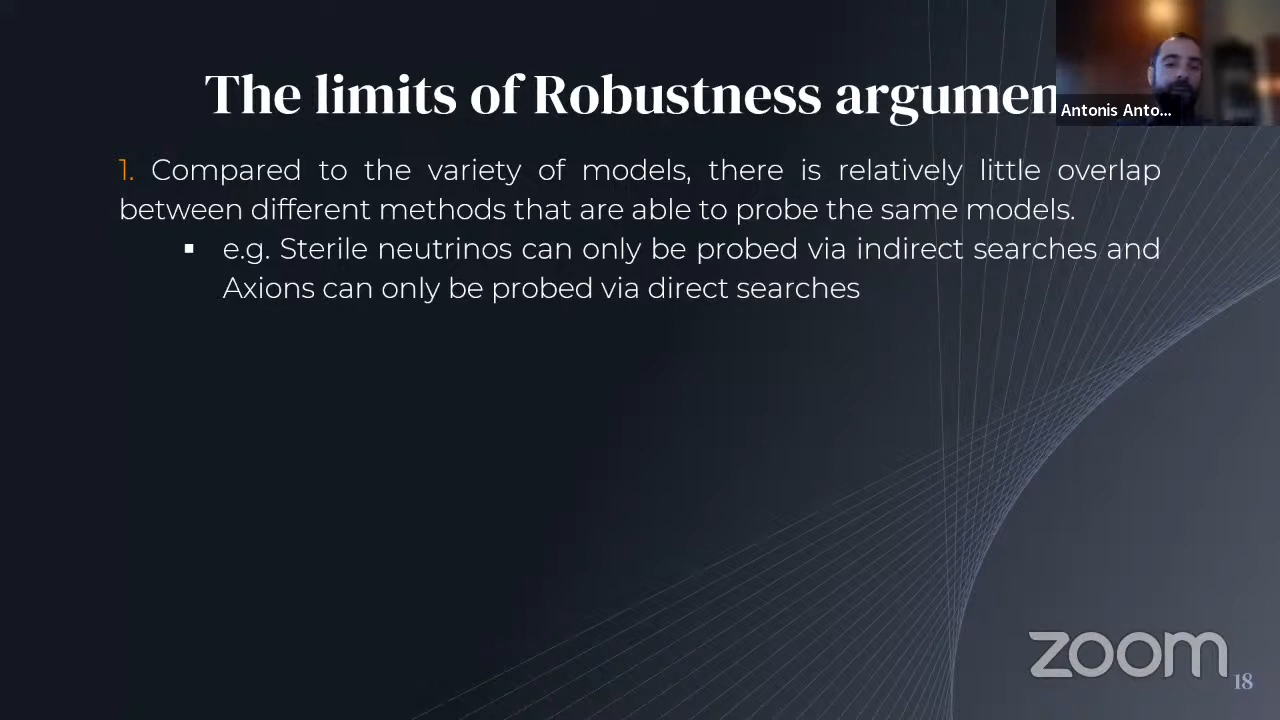 The limits of Robustness argumen
Antonis Anto...
1. Compared to the variety of models, there is relatively little overlap
between different methods that are able to probe the same models.
▪ e.g. Sterile neutrinos can only be probed via indirect searches and
Axions can only be probed via direct searches
zoom
18